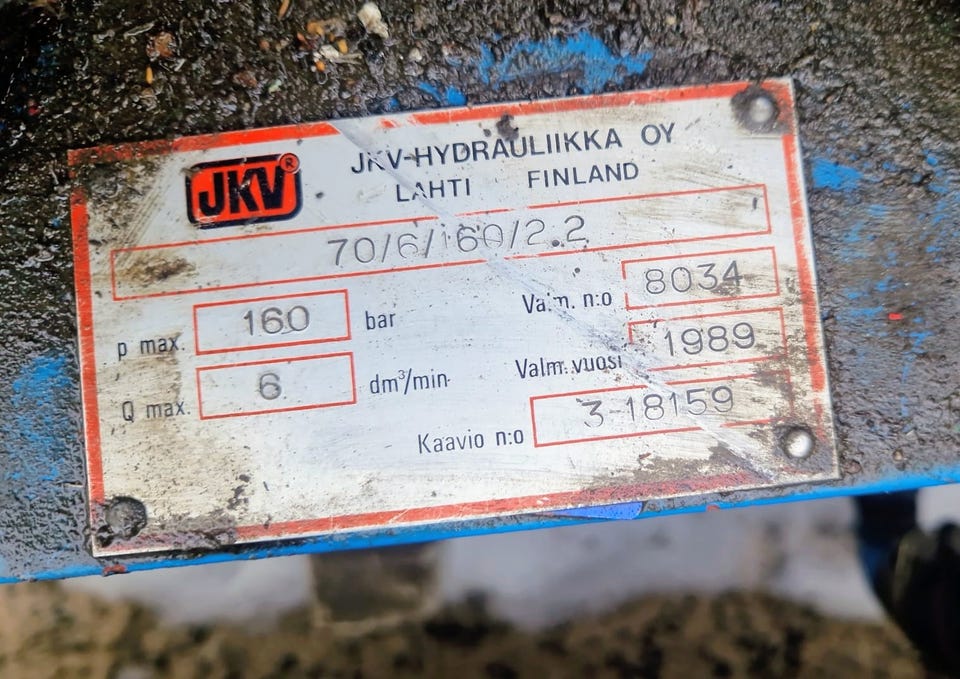 JKV®
JKV-HYDRAULIIKKA OY
LAHTI FINLAND
70/6/160/2.2
p max. 160 bar
Valm. n:o 8034
Q max. 6 dm³/min
Valm. vuosi 1989
Kaavio n:o 3-18159